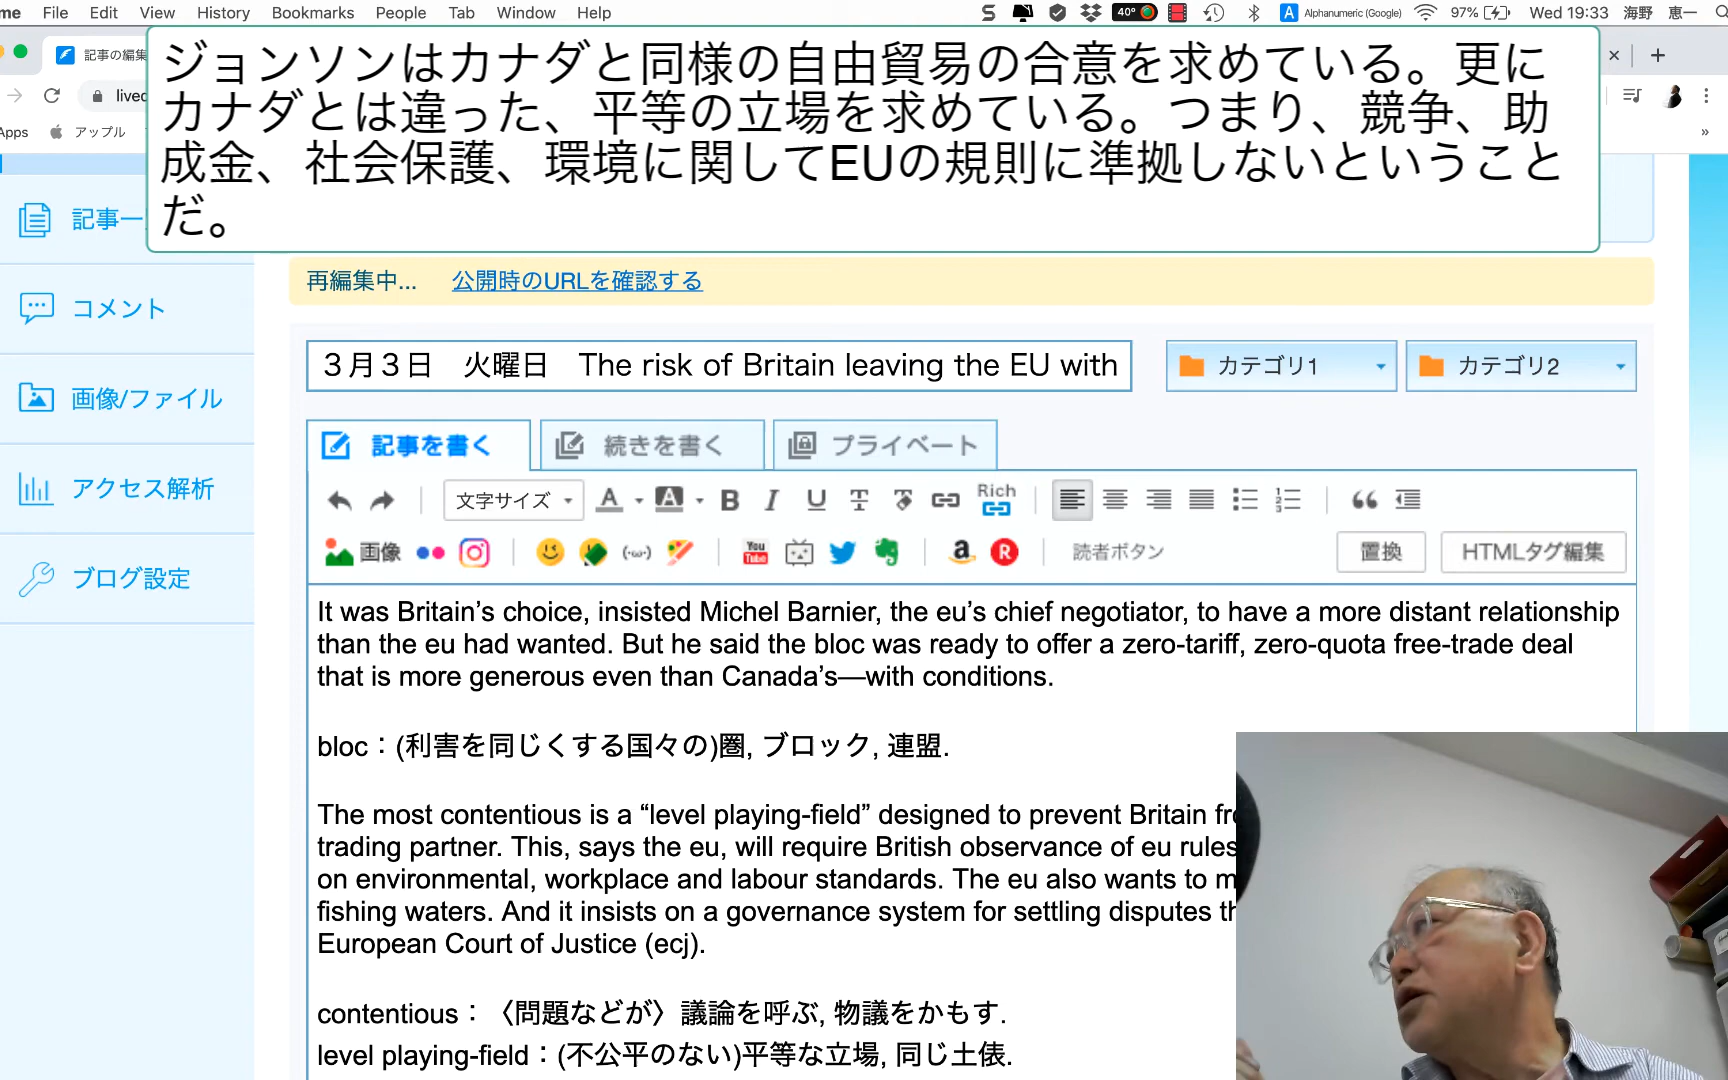 me File Edit View History Bookmarks People Tab Window Help 40° Alphanumeric (Google) 97% Wed 19:33 海野 恵一
記事の編集
ジョンソンはカナダと同様の自由貿易の合意を求めている。更に
カナダとは違った、平等の立場を求めている。つまり、競争、助
成金、社会保護、環境に関してEUの規則に準拠しないということ
だ。
lived
Apps アップル
»
記事一
コメント
画像/ファイル
アクセス解析
ブログ設定
再編集中... 公開時のURLを確認する
３月３日　火曜日　The risk of Britain leaving the EU with
カテゴリ1 カテゴリ2
記事を書く 続きを書く プライベート
文字サイズ A A B I U T Rich
画像 You Tube a R 読者ボタン 置換 HTMLタグ編集
It was Britain’s choice, insisted Michel Barnier, the eu’s chief negotiator, to have a more distant relationship
than the eu had wanted. But he said the bloc was ready to offer a zero-tariff, zero-quota free-trade deal
that is more generous even than Canada’s—with conditions.
bloc：(利害を同じくする国々の)圏, ブロック, 連盟.
The most contentious is a “level playing-field” designed to prevent Britain fr
trading partner. This, says the eu, will require British observance of eu rules
on environmental, workplace and labour standards. The eu also wants to m
fishing waters. And it insists on a governance system for settling disputes th
European Court of Justice (ecj).
contentious：〈問題などが〉議論を呼ぶ, 物議をかもす.
level playing-field：(不公平のない)平等な立場, 同じ土俵.